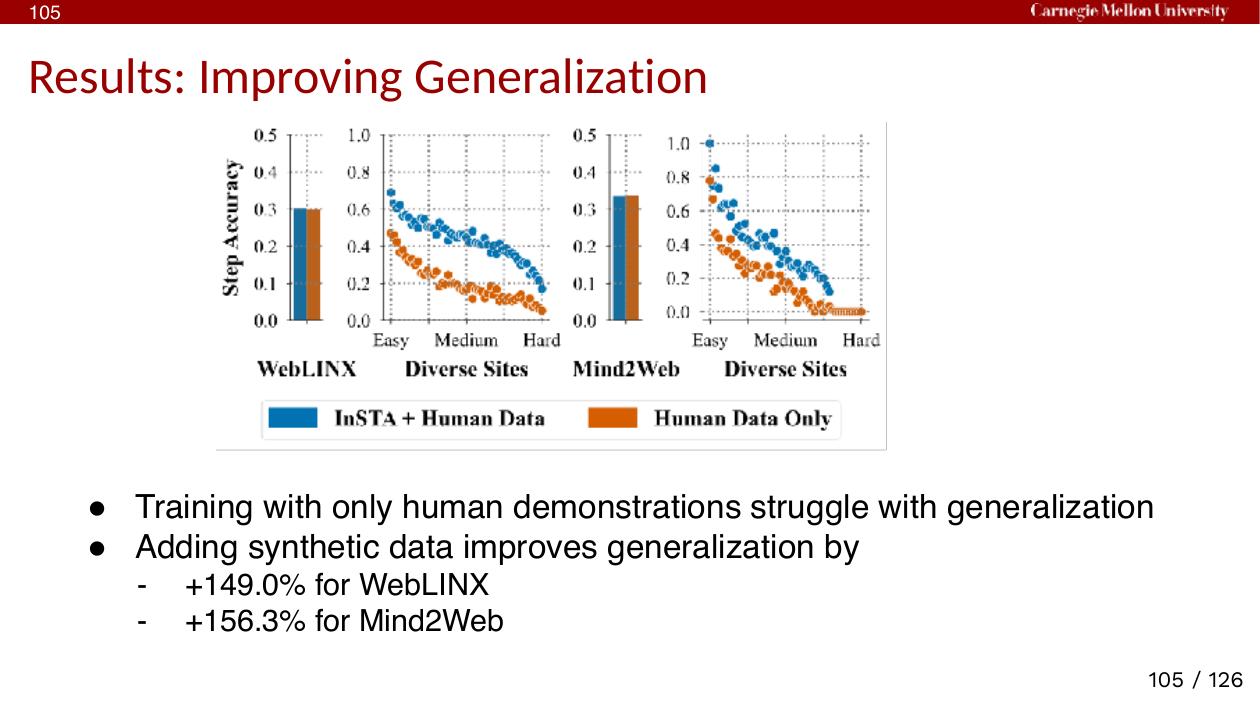 105
Carnegie Mellon University
Results: Improving Generalization
Step Accuracy
0.5
0.4
0.3
0.2
0.1
0.0
WebLINX
1.0
0.8
0.6
0.4
0.2
0.0
Easy Medium Hard
Diverse Sites
0.5
0.4
0.3
0.2
0.1
0.0
Mind2Web
1.0
0.8
0.6
0.4
0.2
0.0
Easy Medium Hard
Diverse Sites
InSTA + Human Data
Human Data Only
● Training with only human demonstrations struggle with generalization
● Adding synthetic data improves generalization by
- +149.0% for WebLINX
- +156.3% for Mind2Web
105 / 126